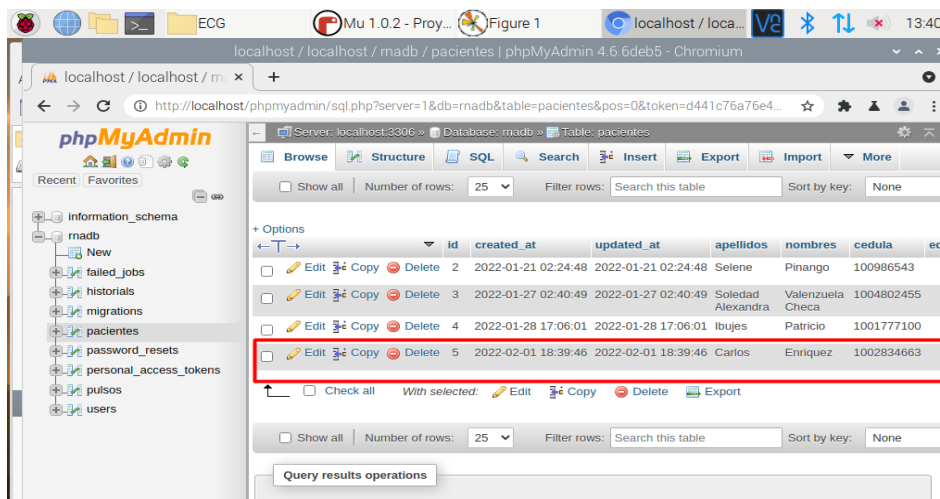 ECG
Mu 1.0.2 - Proy...
Figure 1
localhost / loca...
13:40
localhost / localhost / rnadb / pacientes | phpMyAdmin 4.6.6deb5 - Chromium
localhost / localhost / rn
http://localhost/phpmyadmin/sql.php?server=1&db=rnadb&table=pacientes&pos=0&token=d441c76a76e4...
phpMyAdmin
Recent Favorites
information_schema
rnadb
New
failed_jobs
historials
migrations
pacientes
password_resets
personal_access_tokens
pulsos
users
Server: localhost:3306 » Database: rnadb » Table: pacientes
Browse Structure SQL Search Insert Export Import More
Show all Number of rows: 25 Filter rows: Search this table Sort by key: None
+ Options
id created_at updated_at apellidos nombres cedula
Edit Copy Delete 2 2022-01-21 02:24:48 2022-01-21 02:24:48 Selene Pinango 100986543
Edit Copy Delete 3 2022-01-27 02:40:49 2022-01-27 02:40:49 Soledad Valenzuela 1004802455
Alexandra Checa
Edit Copy Delete 4 2022-01-28 17:06:01 2022-01-28 17:06:01 Ibujes Patricio 1001777100
Edit Copy Delete 5 2022-02-01 18:39:46 2022-02-01 18:39:46 Carlos Enriquez 1002834663
Check all With selected: Edit Copy Delete Export
Show all Number of rows: 25 Filter rows: Search this table Sort by key: None
Query results operations